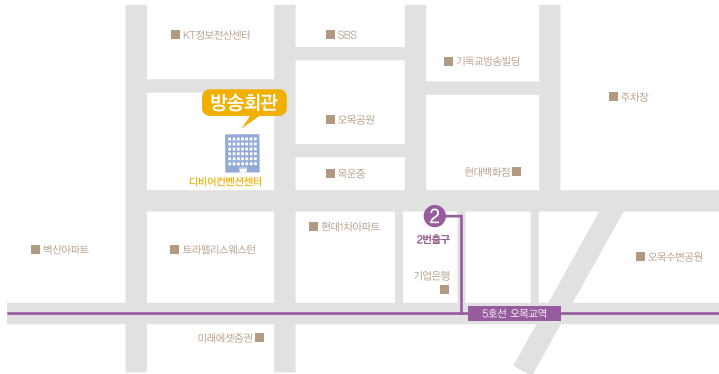 KT정보전산센터
SBS
기독교방송빌딩
주차장
방송회관
오목공원
목운중
현대백화점
디비어컨벤션센터
2
2번출구
현대1차아파트
벽산아파트
트라펠리스웨스턴
오목수변공원
기업은행
5호선 오목교역
미래에셋증권